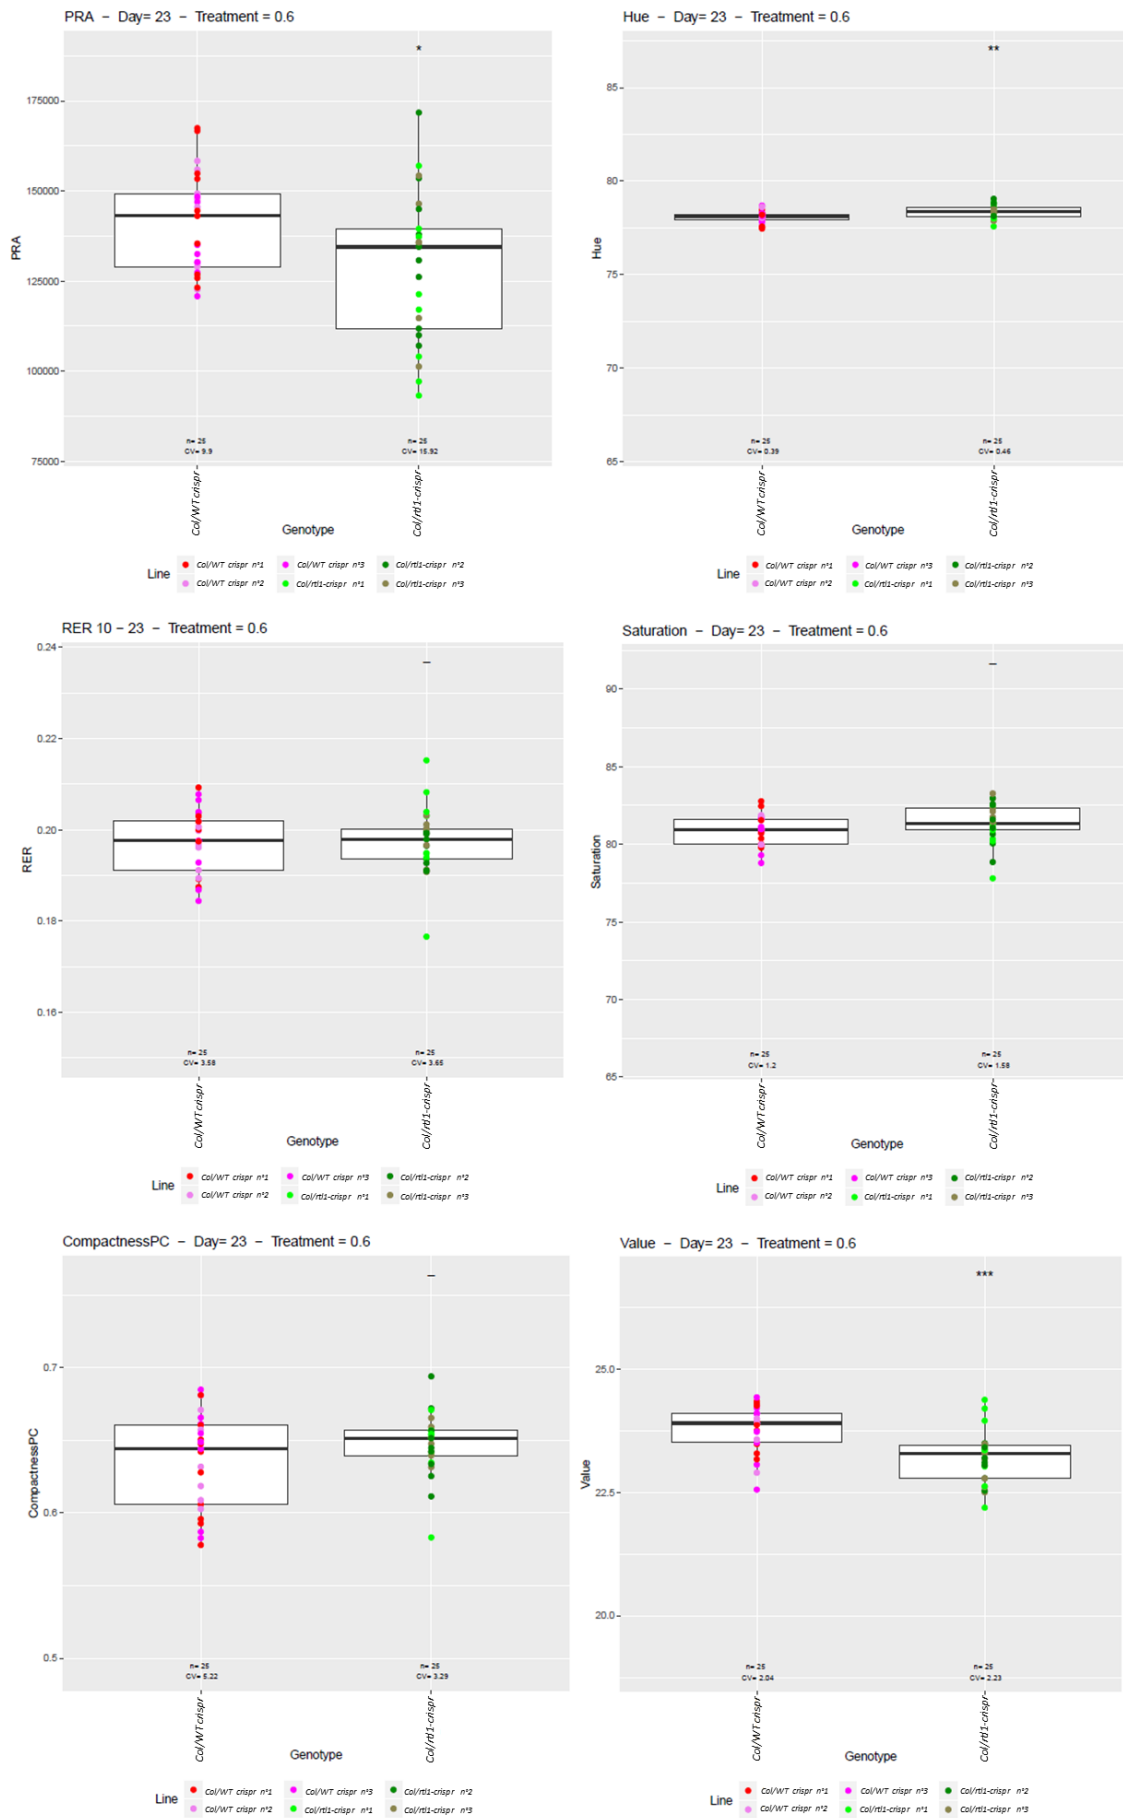 PRA – Day= 23 – Treatment = 0.6
*
175000
150000
125000
100000
75000
PRA
n= 25
CV= 9.9
n= 25
CV= 15.92
Col/WT crispr
Col/rtl1-crispr
Genotype
Line
Col/WT crispr n°1
Col/WT crispr n°3
Col/rtl1-crispr n°2
Col/WT crispr n°2
Col/rtl1-crispr n°1
Col/rtl1-crispr n°3
Hue – Day= 23 – Treatment = 0.6
**
85
80
75
70
65
Hue
n= 25
CV= 0.39
n= 25
CV= 0.46
Col/WT crispr
Col/rtl1-crispr
Genotype
Line
Col/WT crispr n°1
Col/WT crispr n°3
Col/rtl1-crispr n°2
Col/WT crispr n°2
Col/rtl1-crispr n°1
Col/rtl1-crispr n°3
RER 10 – 23 – Treatment = 0.6
–
0.24
0.22
0.20
0.18
0.16
RER
n= 25
CV= 3.58
n= 25
CV= 3.65
Col/WT crispr
Col/rtl1-crispr
Genotype
Line
Col/WT crispr n°1
Col/WT crispr n°3
Col/rtl1-crispr n°2
Col/WT crispr n°2
Col/rtl1-crispr n°1
Col/rtl1-crispr n°3
Saturation – Day= 23 – Treatment = 0.6
–
90
85
80
75
70
65
Saturation
n= 25
CV= 1.2
n= 25
CV= 1.58
Col/WT crispr
Col/rtl1-crispr
Genotype
Line
Col/WT crispr n°1
Col/WT crispr n°3
Col/rtl1-crispr n°2
Col/WT crispr n°2
Col/rtl1-crispr n°1
Col/rtl1-crispr n°3
CompactnessPC – Day= 23 – Treatment = 0.6
–
0.7
0.6
0.5
CompactnessPC
n= 25
CV= 5.22
n= 25
CV= 3.29
Col/WT crispr
Col/rtl1-crispr
Genotype
Line
Col/WT crispr n°1
Col/WT crispr n°3
Col/rtl1-crispr n°2
Col/WT crispr n°2
Col/rtl1-crispr n°1
Col/rtl1-crispr n°3
Value – Day= 23 – Treatment = 0.6
***
25.0
22.5
20.0
Value
n= 25
CV= 2.04
n= 25
CV= 2.23
Col/WT crispr
Col/rtl1-crispr
Genotype
Line
Col/WT crispr n°1
Col/WT crispr n°3
Col/rtl1-crispr n°2
Col/WT crispr n°2
Col/rtl1-crispr n°1
Col/rtl1-crispr n°3